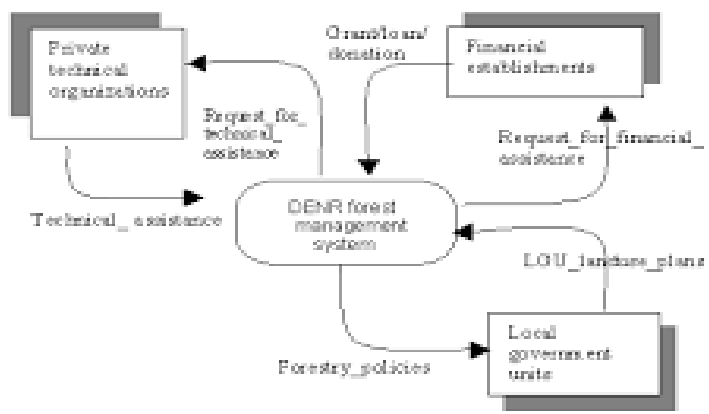 Private
technical
organizations
Grant/loan/
donation
Financial
establishments
Request_for_
technical_
assistance
Request_for_financial_
assistance
Technical_ assistance
DENR forest
management
system
LGU_landuse_plans
Forestry_policies
Local
government
units